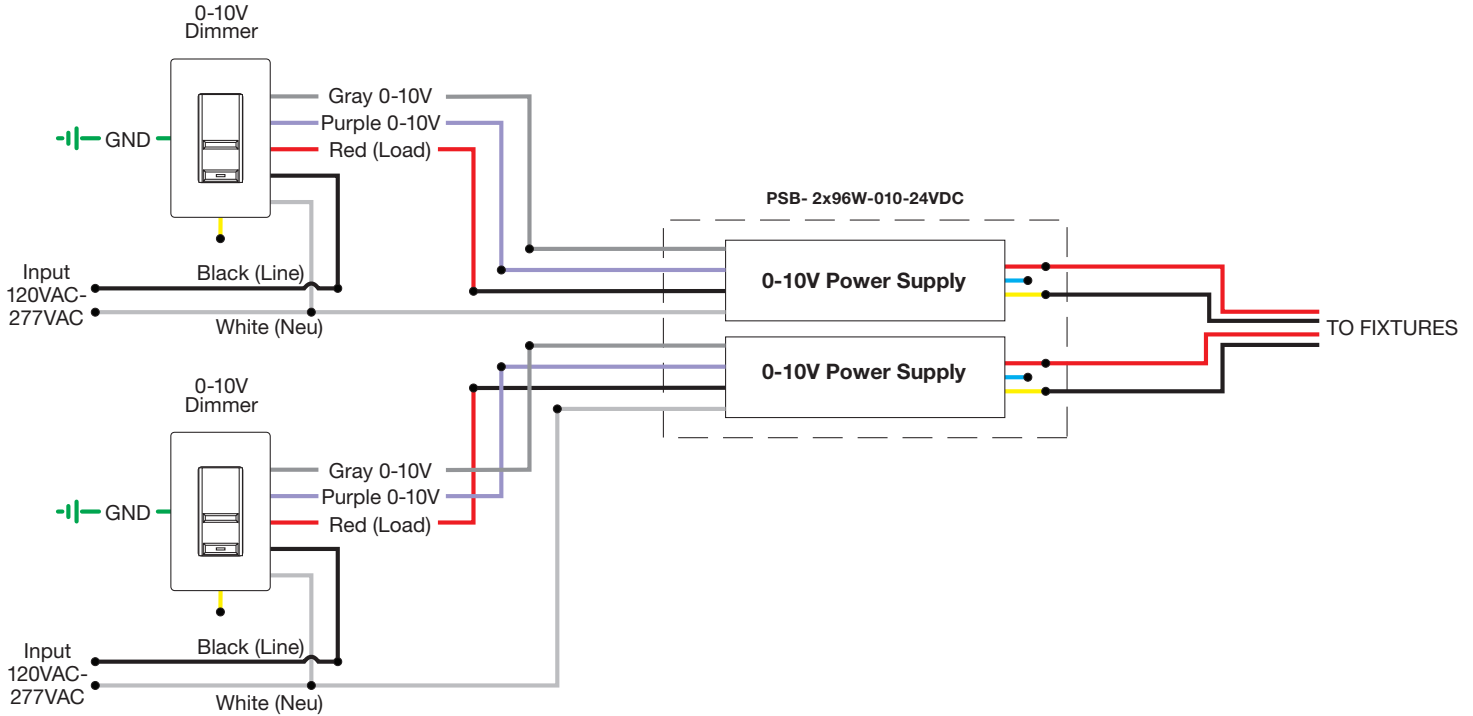 0-10V
Dimmer
Gray 0-10V
Purple 0-10V
Red (Load)
GND
PSB- 2x96W-010-24VDC
Input
120VAC-
277VAC
Black (Line)
White (Neu)
0-10V Power Supply
TO FIXTURES
0-10V Power Supply
0-10V
Dimmer
Gray 0-10V
Purple 0-10V
Red (Load)
GND
Input
120VAC-
277VAC
Black (Line)
White (Neu)